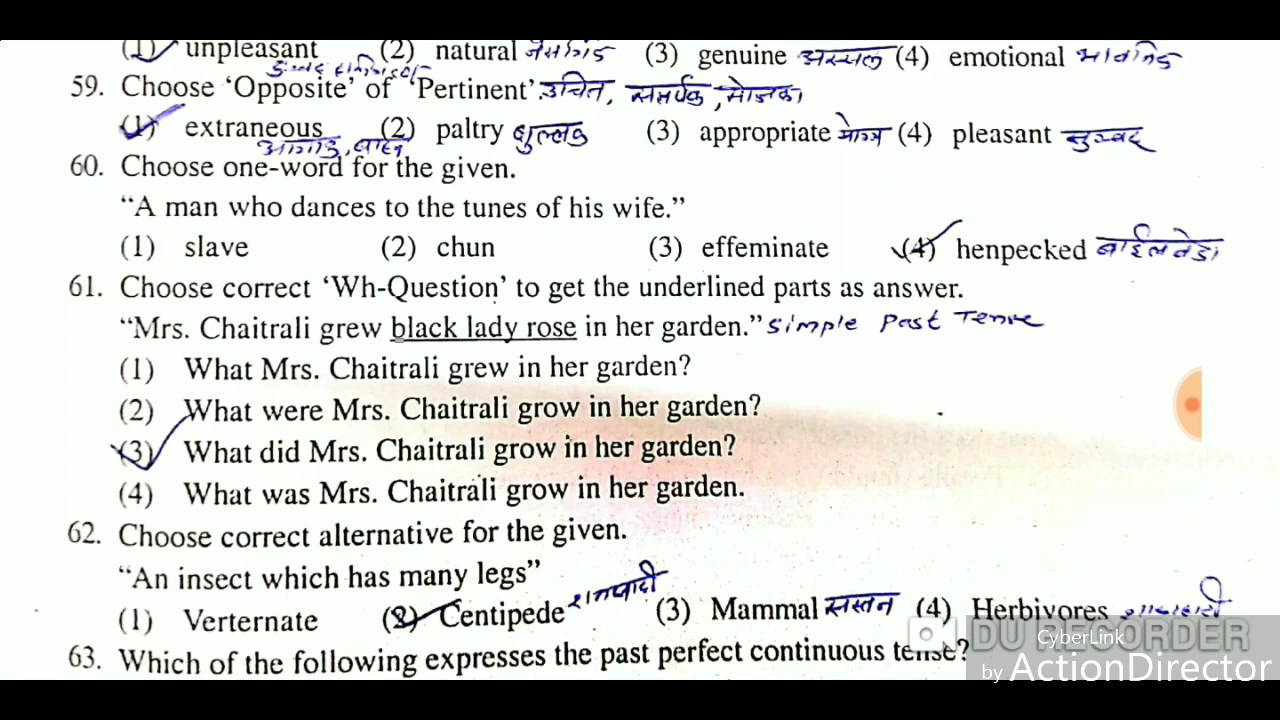 (1) unpleasant (2) natural नैसर्गिक (3) genuine अस्सल (4) emotional भावनिक
59. Choose ‘Opposite’ of ‘Pertinent’. उचित, समर्पक, मोजका
(1) extraneous (2) paltry क्षुल्लक (3) appropriate योग्य (4) pleasant सुखद
60. Choose one-word for the given.
“A man who dances to the tunes of his wife.”
(1) slave (2) chun (3) effeminate (4) henpecked बाईलवेडा
61. Choose correct ‘Wh-Question’ to get the underlined parts as answer.
“Mrs. Chaitrali grew black lady rose in her garden.” Simple Past Tense
(1) What Mrs. Chaitrali grew in her garden?
(2) What were Mrs. Chaitrali grow in her garden?
(3) What did Mrs. Chaitrali grow in her garden?
(4) What was Mrs. Chaitrali grow in her garden.
62. Choose correct alternative for the given.
“An insect which has many legs”
(1) Verternate (2) Centipede (3) Mammal सस्तन (4) Herbivores
DU RECORDER
63. Which of the following expresses the past perfect continuous tense?
CyberLink
by ActionDirector